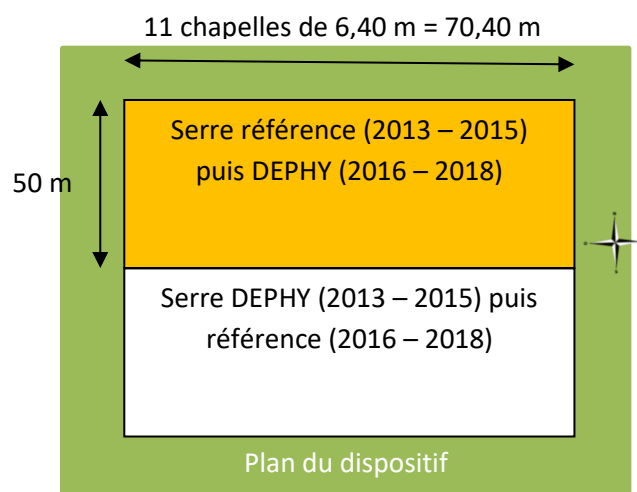 11 chapelles de 6,40 m = 70,40 m
Serre référence (2013 – 2015)
puis DEPHY (2016 – 2018)
50 m
Serre DEPHY (2013 – 2015) puis
référence (2016 – 2018)
Plan du dispositif